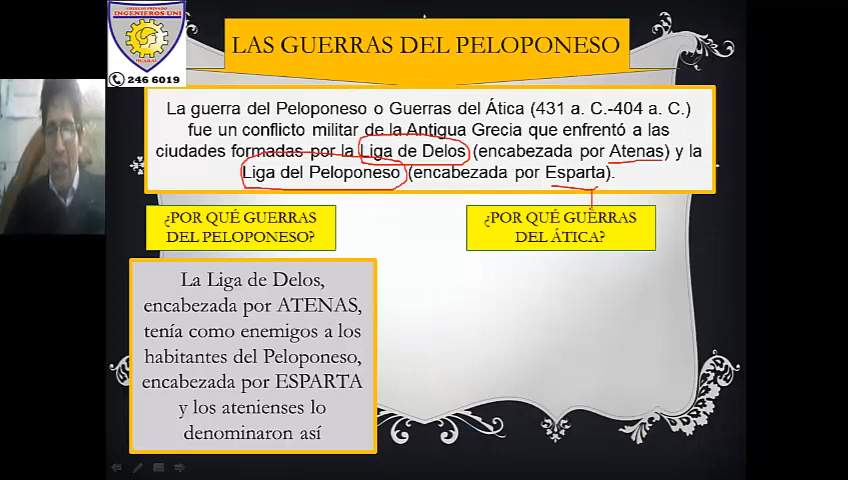 COLEGIO PRIVADO
INGENIEROS UNI
HUARAL
246 6019
LAS GUERRAS DEL PELOPONESO
La guerra del Peloponeso o Guerras del Ática (431 a. C.-404 a. C.)
fue un conflicto militar de la Antigua Grecia que enfrentó a las
ciudades formadas por la Liga de Delos (encabezada por Atenas) y la
Liga del Peloponeso (encabezada por Esparta).
¿POR QUÉ GUERRAS
DEL PELOPONESO?
¿POR QUÉ GUERRAS
DEL ÁTICA?
La Liga de Delos,
encabezada por ATENAS,
tenía como enemigos a los
habitantes del Peloponeso,
encabezada por ESPARTA
y los atenienses lo
denominaron así